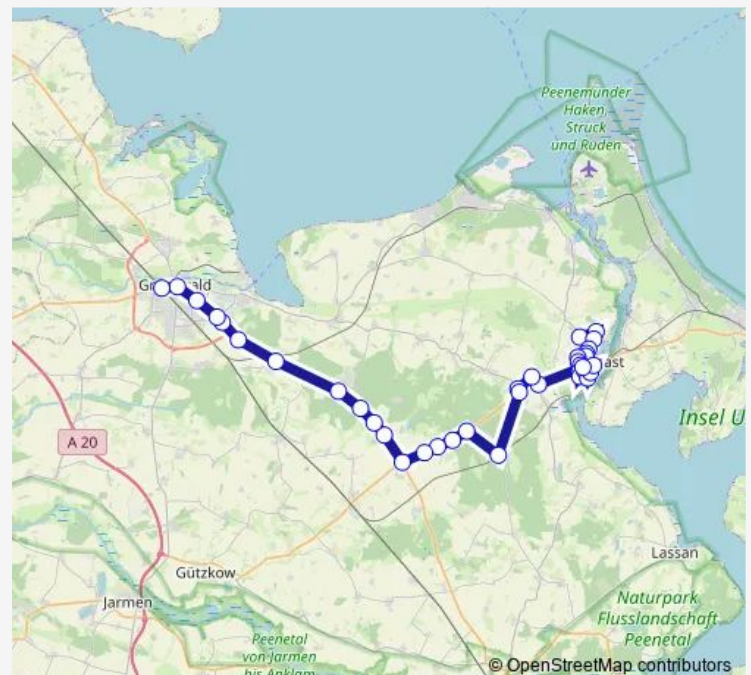 Peenemünder
Haken,
Struck
und Ruden
A 20
Insel U
Gützkow
Jarmen
Lassan
Naturpark
Flusslandschaft
Peenetal
Peenetal
von Jarmen
bis Anklam
© OpenStreetMap contributors